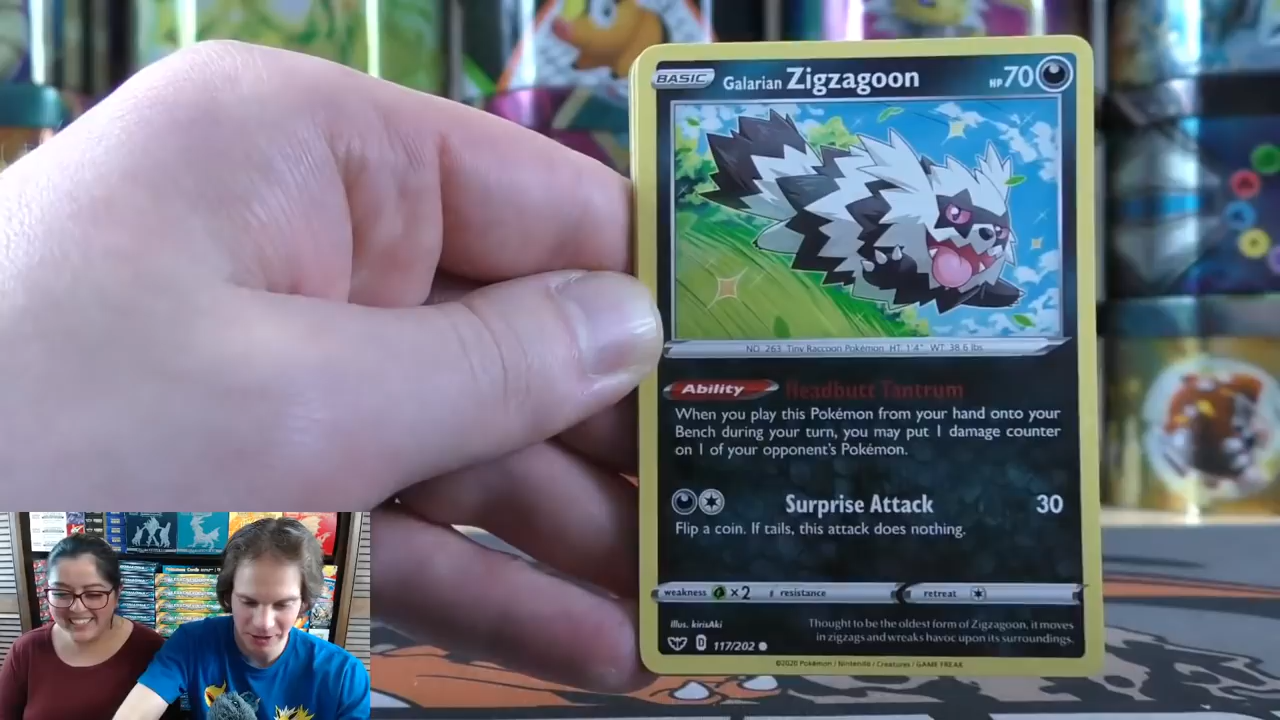 BASIC Galarian Zigzagoon HP 70
NO. 263 Tiny Raccoon Pokémon HT: 1'4" WT: 38.6 lbs.
Ability Headbutt Tantrum
When you play this Pokémon from your hand onto your
Bench during your turn, you may put 1 damage counter
on 1 of your opponent's Pokémon.
Surprise Attack 30
Flip a coin. If tails, this attack does nothing.
weakness ×2 resistance retreat
Illus. kirisAki
Thought to be the oldest form of Zigzagoon, it moves
in zigzags and wreaks havoc upon its surroundings.
D 117/202
©2020 Pokémon / Nintendo / Creatures / GAME FREAK